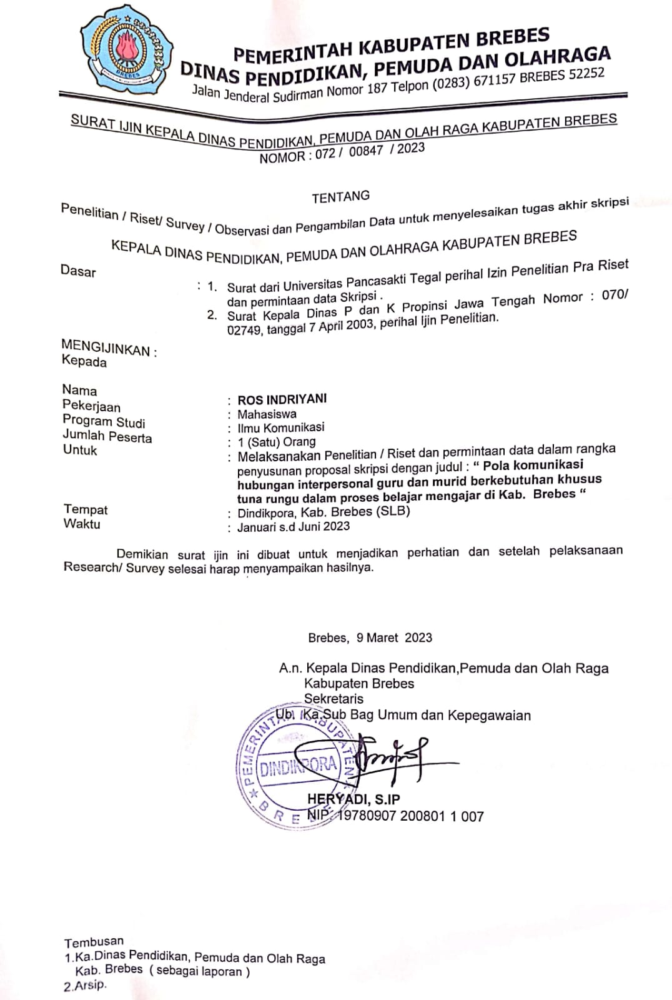 BREBES
PEMERINTAH KABUPATEN BREBES
DINAS PENDIDIKAN, PEMUDA DAN OLAHRAGA
Jalan Jenderal Sudirman Nomor 187 Telpon (0283) 671157 BREBES 52252
SURAT IJIN KEPALA DINAS PENDIDIKAN, PEMUDA DAN OLAH RAGA KABUPATEN BREBES
NOMOR : 072 / 00847 / 2023
TENTANG
Penelitian / Riset/ Survey / Observasi dan Pengambilan Data untuk menyelesaikan tugas akhir skripsi
KEPALA DINAS PENDIDIKAN, PEMUDA DAN OLAHRAGA KABUPATEN BREBES
Dasar : 1. Surat dari Universitas Pancasakti Tegal perihal Izin Penelitian Pra Riset
dan permintaan data Skripsi .
2. Surat Kepala Dinas P dan K Propinsi Jawa Tengah Nomor : 070/
02749, tanggal 7 April 2003, perihal Ijin Penelitian.
MENGIJINKAN :
Kepada
Nama : ROS INDRIYANI
Pekerjaan : Mahasiswa
Program Studi : Ilmu Komunikasi
Jumlah Peserta : 1 (Satu) Orang
Untuk : Melaksanakan Penelitian / Riset dan permintaan data dalam rangka
penyusunan proposal skripsi dengan judul : “ Pola komunikasi
hubungan interpersonal guru dan murid berkebutuhan khusus
tuna rungu dalam proses belajar mengajar di Kab. Brebes “
Tempat : Dindikpora, Kab. Brebes (SLB)
Waktu : Januari s.d Juni 2023
Demikian surat ijin ini dibuat untuk menjadikan perhatian dan setelah pelaksanaan
Research/ Survey selesai harap menyampaikan hasilnya.
Brebes, 9 Maret 2023
A.n. Kepala Dinas Pendidikan,Pemuda dan Olah Raga
Kabupaten Brebes
Sekretaris
Ub. Ka.Sub Bag Umum dan Kepegawaian
PEMERINTAH KABUPATEN
DINDIKPORA
BREBES
HERYADI, S.IP
NIP. 19780907 200801 1 007
Tembusan
1.Ka.Dinas Pendidikan, Pemuda dan Olah Raga
Kab. Brebes ( sebagai laporan )
2.Arsip.